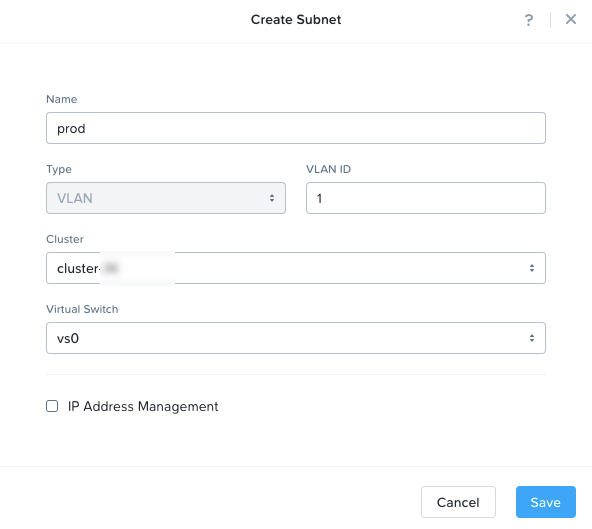 Create Subnet ? ×
Name
prod
Type VLAN ID
VLAN 1
Cluster
cluster-
Virtual Switch
vs0
IP Address Management
Cancel Save